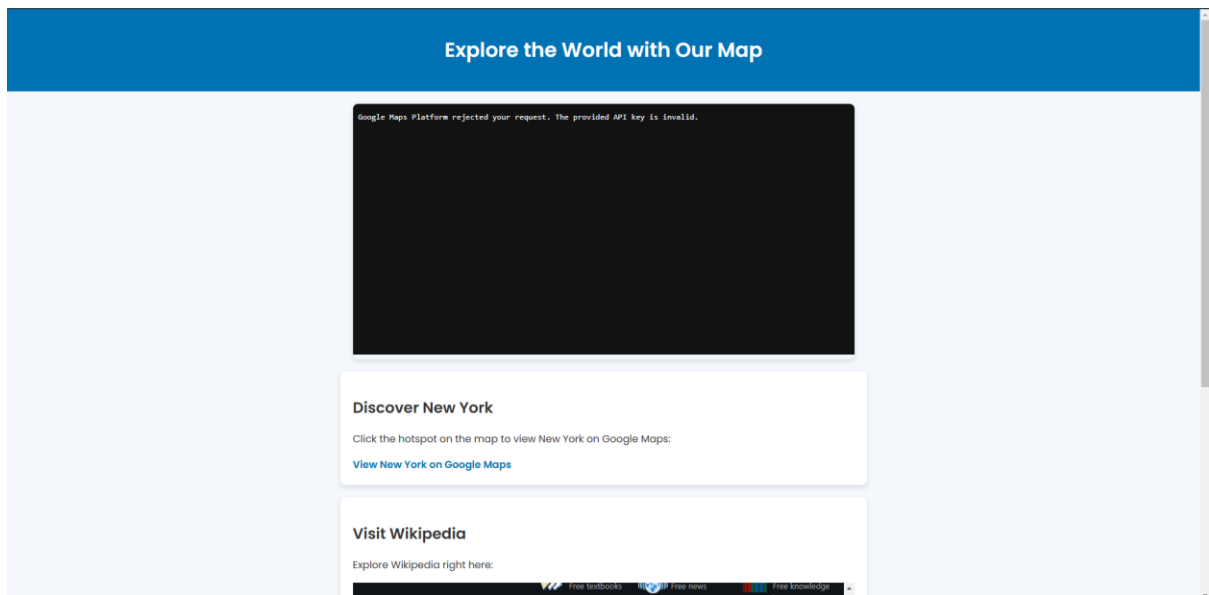 Explore the World with Our Map
Google Maps Platform rejected your request. The provided API key is invalid.
Discover New York
Click the hotspot on the map to view New York on Google Maps:
View New York on Google Maps
Visit Wikipedia
Explore Wikipedia right here:
Free textbooks Free news Free knowledge